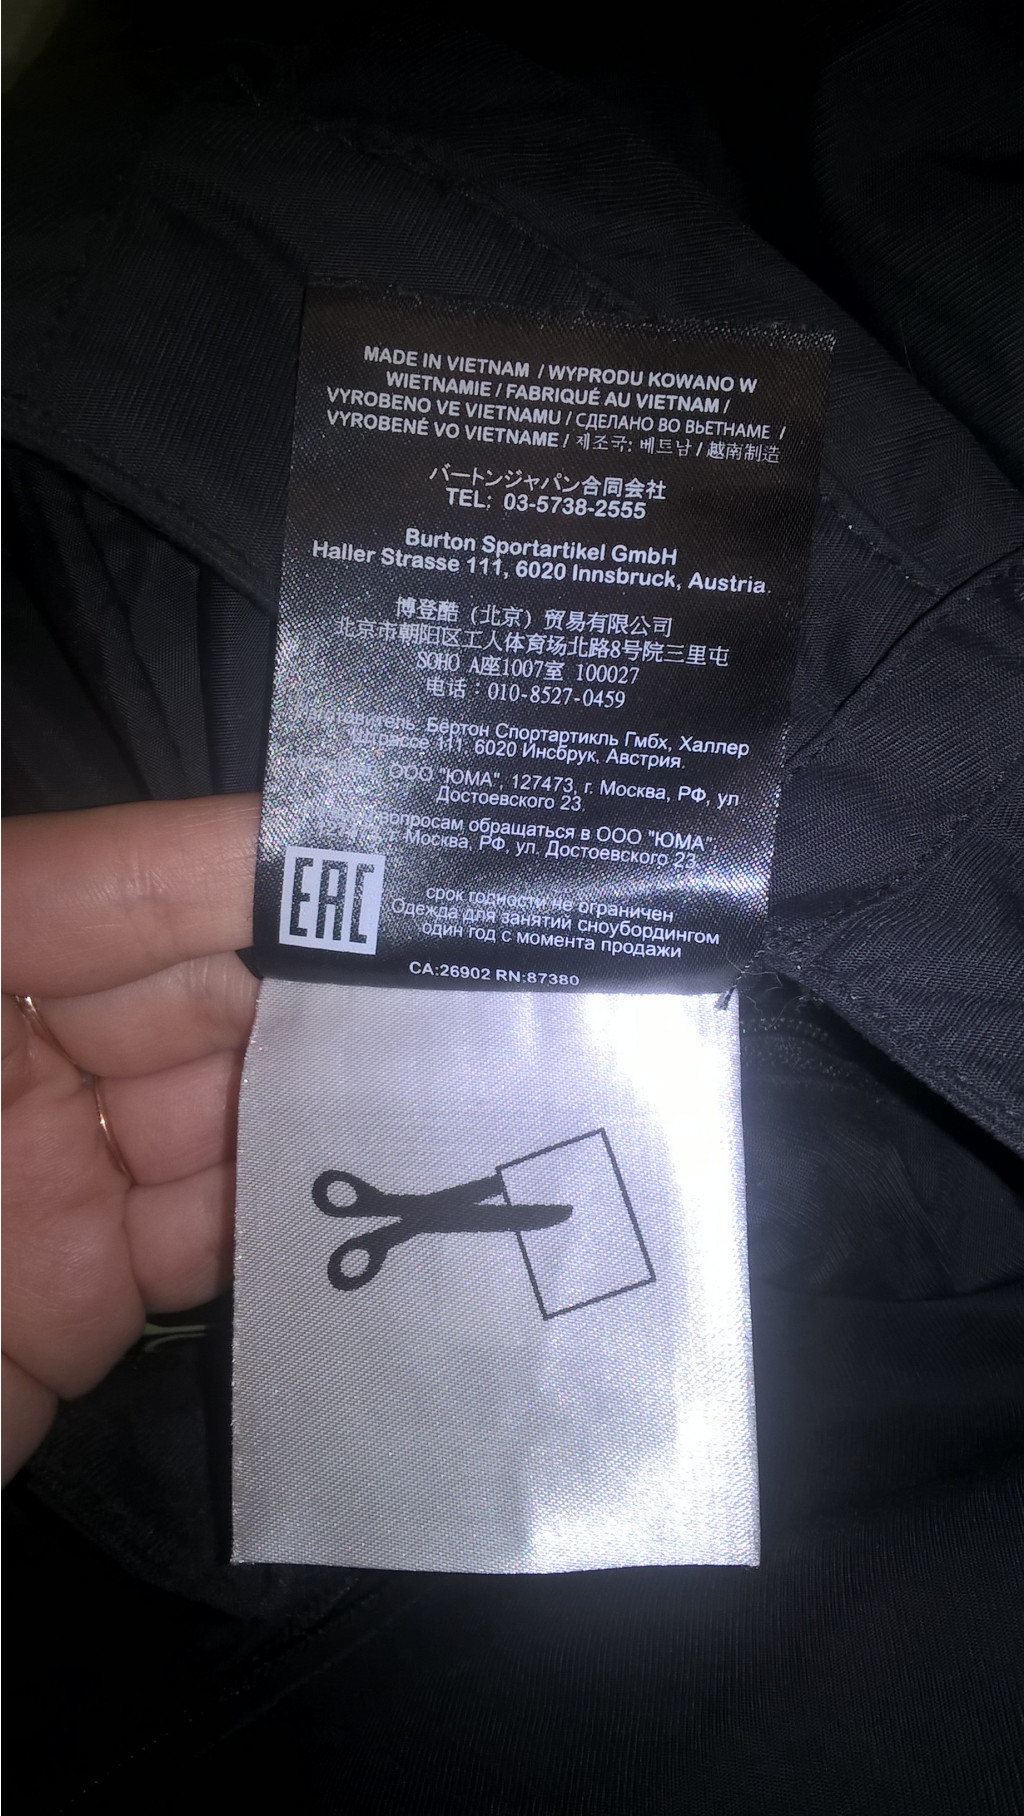 MADE IN VIETNAM / WYPRODU KOWANO W
WIETNAMIE / FABRIQUÉ AU VIETNAM /
VYROBENO VE VIETNAMU / СДЕЛАНО ВО ВЬЕТНАМЕ /
VYROBENÉ VO VIETNAME / 제조국: 베트남 / 越南制造
バートンジャパン合同会社
TEL: 03-5738-2555
Burton Sportartikel GmbH
Haller Strasse 111, 6020 Innsbruck, Austria.
博登酷（北京）贸易有限公司
北京市朝阳区工人体育场北路8号院三里屯
SOHO A座1007室 100027
电话：010-8527-0459
Бертон Спортартикль Гмбх, Халлер
Штрассе 111, 6020 Инсбрук, Австрия.
ООО "ЮМА", 127473, г. Москва, РФ, ул
Достоевского 23.
вопросам обращаться в ООО "ЮМА";
Москва, РФ, ул. Достоевского 23.
EAC
срок годности не ограничен
Одежда для занятий сноубордингом
один год с момента продажи
CA:26902 RN:87380